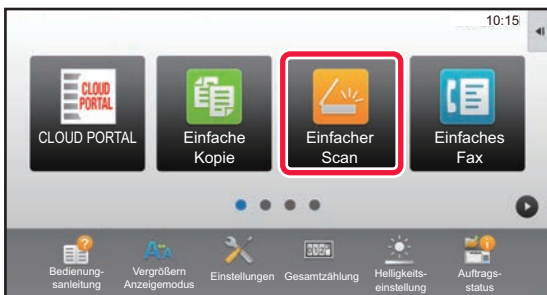 10:15
CLOUD
PORTAL
CLOUD PORTAL
Einfache
Kopie
Einfacher
Scan
Einfaches
Fax
Bedienung-
sanleitung
Vergrößern
Anzeigemodus
Einstellungen
Gesamtzählung
Helligkeits-
einstellung
Auftrags-
status